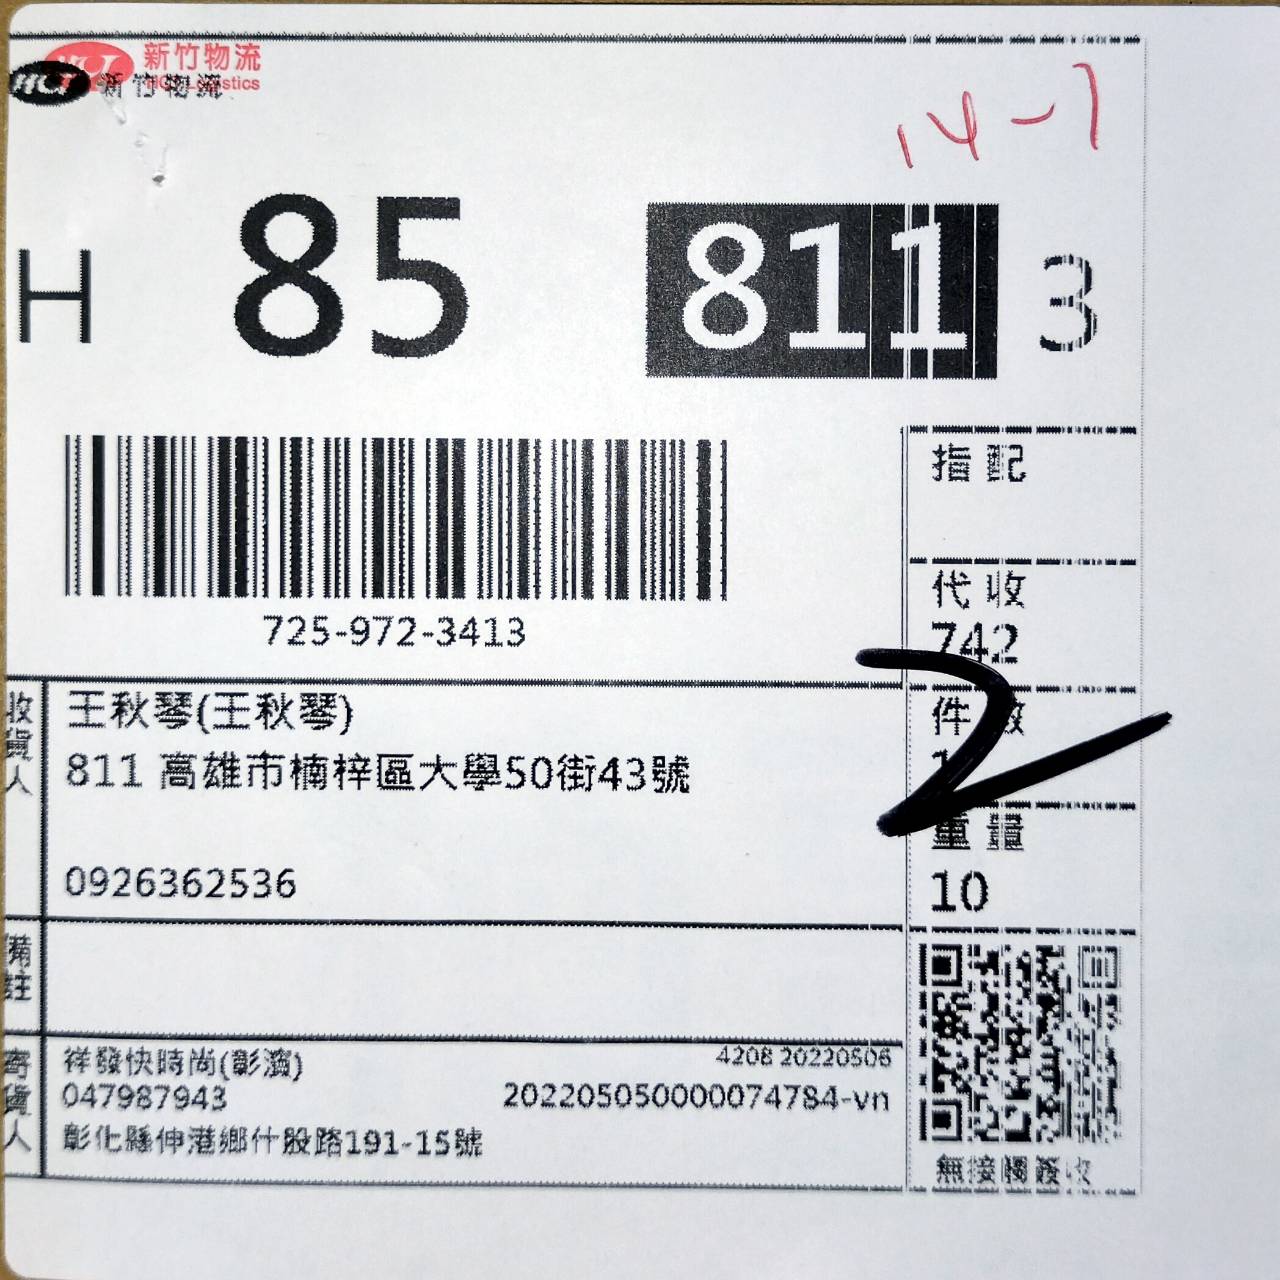 新竹物流
HCT Logistics
HCT 新竹物流
14-1
H 85 811 3
725-972-3413
指配
代收
742
件數
1
重量
10
2
收貨人
王秋琴(王秋琴)
811 高雄市楠梓區大學50街43號
0926362536
備註
寄貨人
祥發快時尚(彰濱)
4208 20220506
047987943
202205050000074784-vn
彰化縣伸港鄉什股路191-15號
無接觸簽收